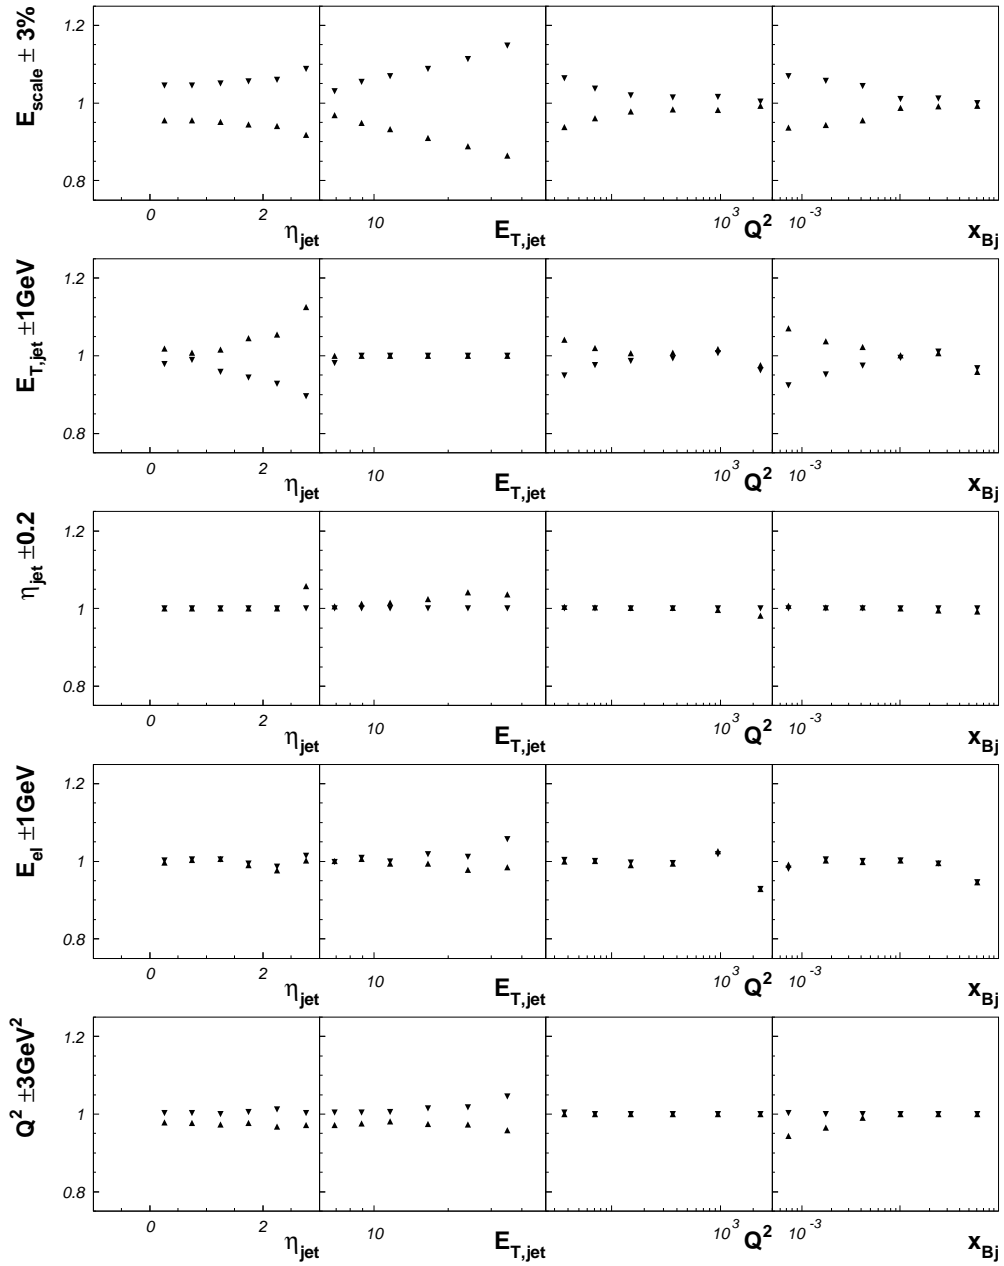 E_scale ± 3%
1.2
1
0.8
0 2 10 10^3 10^-3
η_jet E_T,jet Q^2 x_Bj
E_T,jet ±1GeV
1.2
1
0.8
0 2 10 10^3 10^-3
η_jet E_T,jet Q^2 x_Bj
η_jet ±0.2
1.2
1
0.8
0 2 10 10^3 10^-3
η_jet E_T,jet Q^2 x_Bj
E_el ±1GeV
1.2
1
0.8
0 2 10 10^3 10^-3
η_jet E_T,jet Q^2 x_Bj
Q^2 ±3GeV^2
1.2
1
0.8
0 2 10 10^3 10^-3
η_jet E_T,jet Q^2 x_Bj